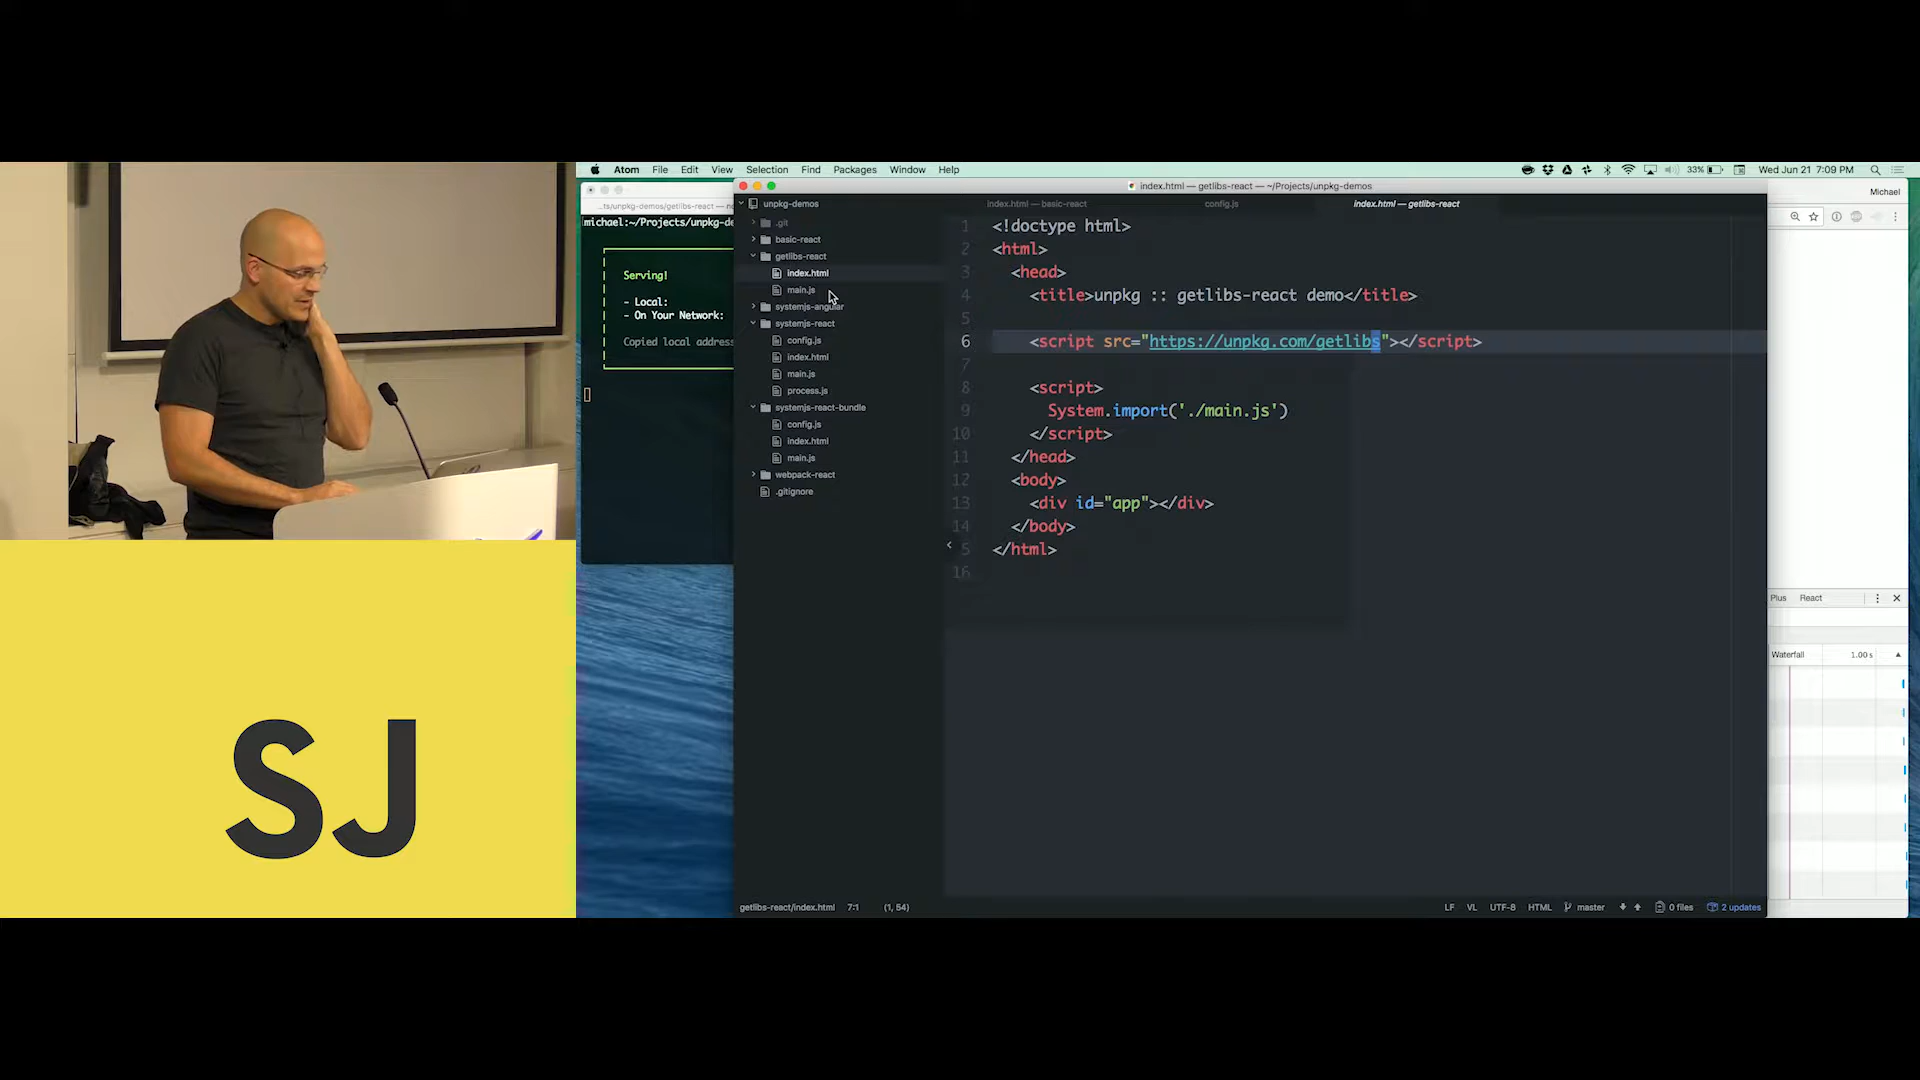 SJ
Atom File Edit View Selection Find Packages Window Help
33% Wed Jun 21 7:09 PM
index.html — getlibs-react — ~/Projects/unpkg-demos
Michael
michael:~/Projects/unpkg-de
Serving!
- Local:
- On Your Network:
Copied local address
unpkg-demos
.git
basic-react
getlibs-react
index.html
main.js
systemjs-angular
systemjs-react
config.js
index.html
main.js
process.js
systemjs-react-bundle
config.js
index.html
main.js
webpack-react
.gitignore
index.html — basic-react config.js index.html — getlibs-react
1 <!doctype html>
2 <html>
3 <head>
4 <title>unpkg :: getlibs-react demo</title>
5
6 <script src="https://unpkg.com/getlibs"></script>
7
8 <script>
9 System.import('./main.js')
10 </script>
11 </head>
12 <body>
13 <div id="app"></div>
14 </body>
5 </html>
16
Plus React
Waterfall 1.00 s
getlibs-react/index.html 7:1 (1, 54)
LF VL UTF-8 HTML master 0 files 2 updates